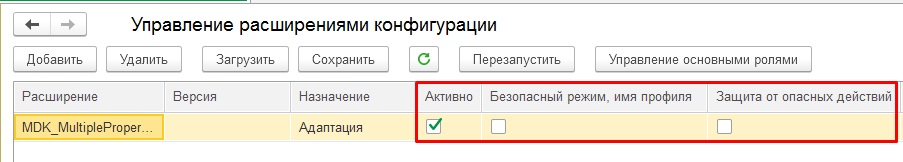 Управление расширениями конфигурации
Добавить Удалить Загрузить Сохранить Перезапустить Управление основными ролями
Расширение Версия Назначение Активно Безопасный режим, имя профиля Защита от опасных действий
MDK_MultipleProper... Адаптация